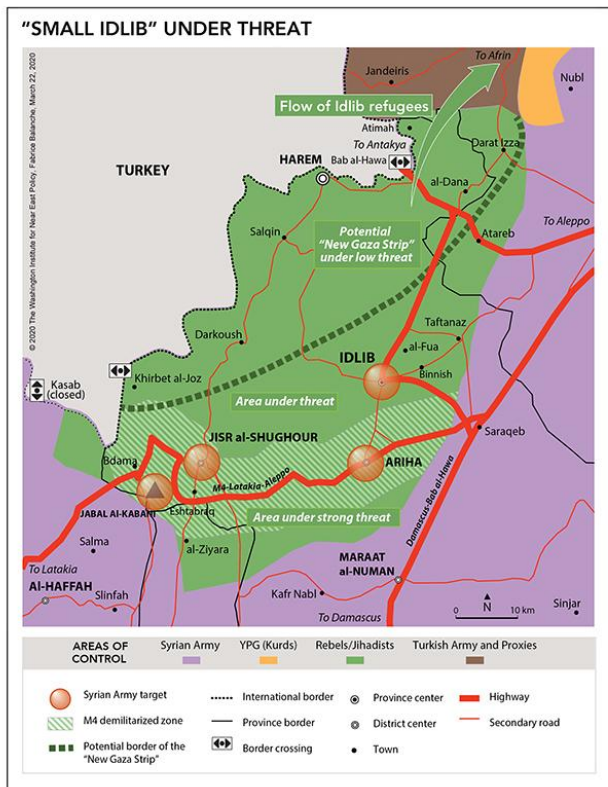 "SMALL IDLIB" UNDER THREAT
© 2020 The Washington Institute for Near East Policy, Fabrice Balanche, March 22, 2020
To Afrin
Jandeiris
Nubl
Flow of Idlib refugees
Atimah
To Antakya
Darat Izza
TURKEY
HAREM
Bab al-Hawa
al-Dana
To Aleppo
Salqin
Potential
"New Gaza Strip"
under low threat
Atareb
Darkoush
Taftanaz
IDLIB
al-Fua
Kasab
(closed)
Khirbet al-Joz
Binnish
Area under threat
JISR al-SHUGHOUR
Saraqeb
Bdama
ARIHA
M4-Latakia-Aleppo
Damascus-Bab al-Hawa
JABAL AL-KABANI
Eshtabraq
Area under strong threat
Salma
al-Ziyara
MARAAT
al-NUMAN
To Latakia
Al-HAFFAH
Slinfah
Kafr Nabl
N
0 10 km
Sinjar
To Damascus
AREAS OF
CONTROL
Syrian Army
YPG (Kurds)
Rebels/Jihadists
Turkish Army and Proxies
Syrian Army target
International border
Province center
Highway
M4 demilitarized zone
Province border
District center
Secondary road
Potential border of the
"New Gaza Strip"
Border crossing
Town